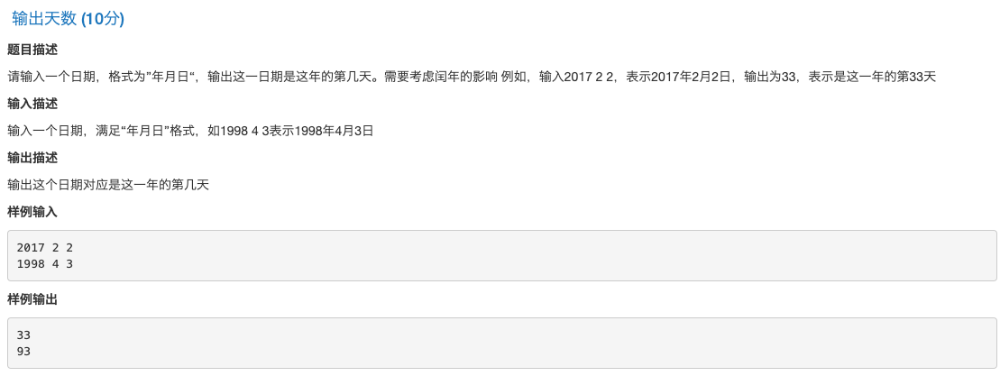 输出天数 (10分)
题目描述
请输入一个日期，格式为”年月日“，输出这一日期是这年的第几天。需要考虑闰年的影响 例如，输入2017 2 2，表示2017年2月2日，输出为33，表示是这一年的第33天
输入描述
输入一个日期，满足“年月日”格式，如1998 4 3表示1998年4月3日
输出描述
输出这个日期对应是这一年的第几天
样例输入
2017 2 2
1998 4 3
样例输出
33
93